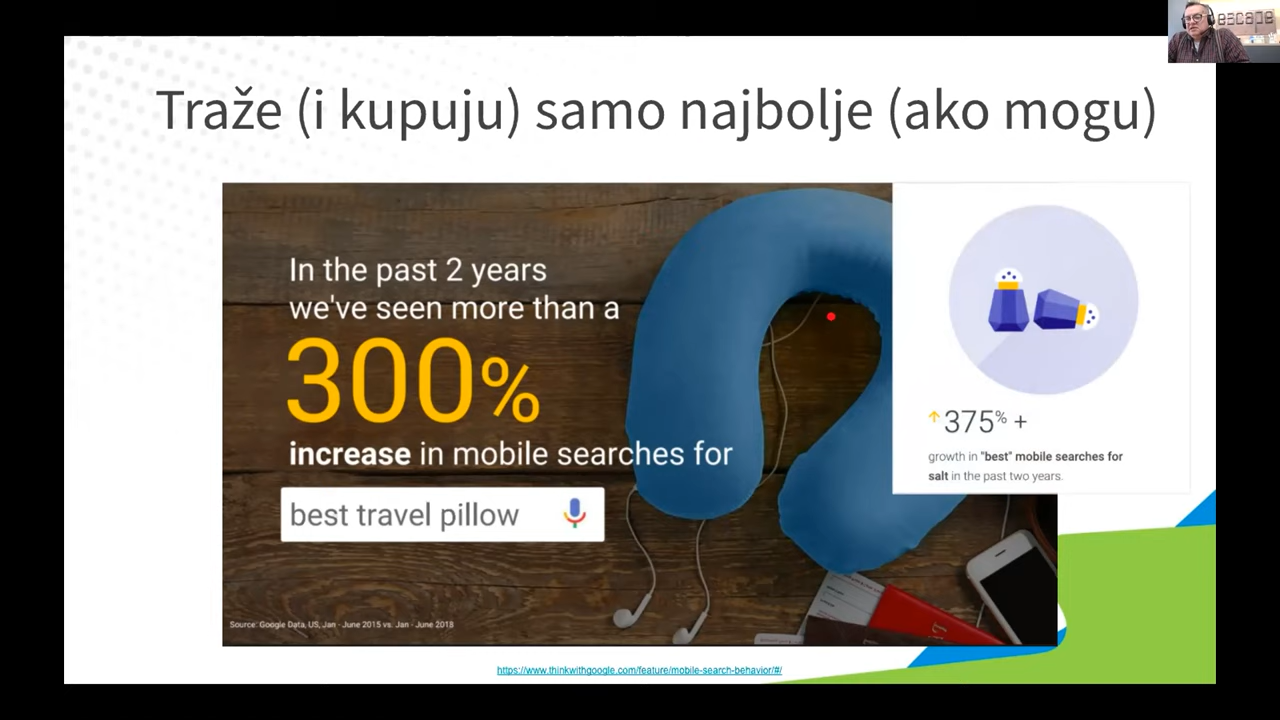 escape
Traže (i kupuju) samo najbolje (ako mogu)
In the past 2 years
we've seen more than a
300%
increase in mobile searches for
best travel pillow
375% +
growth in "best" mobile searches for
salt in the past two years.
Source: Google Data, US, Jan - June 2015 vs. Jan - June 2018
https://www.thinkwithgoogle.com/feature/mobile-search-behavior/#/